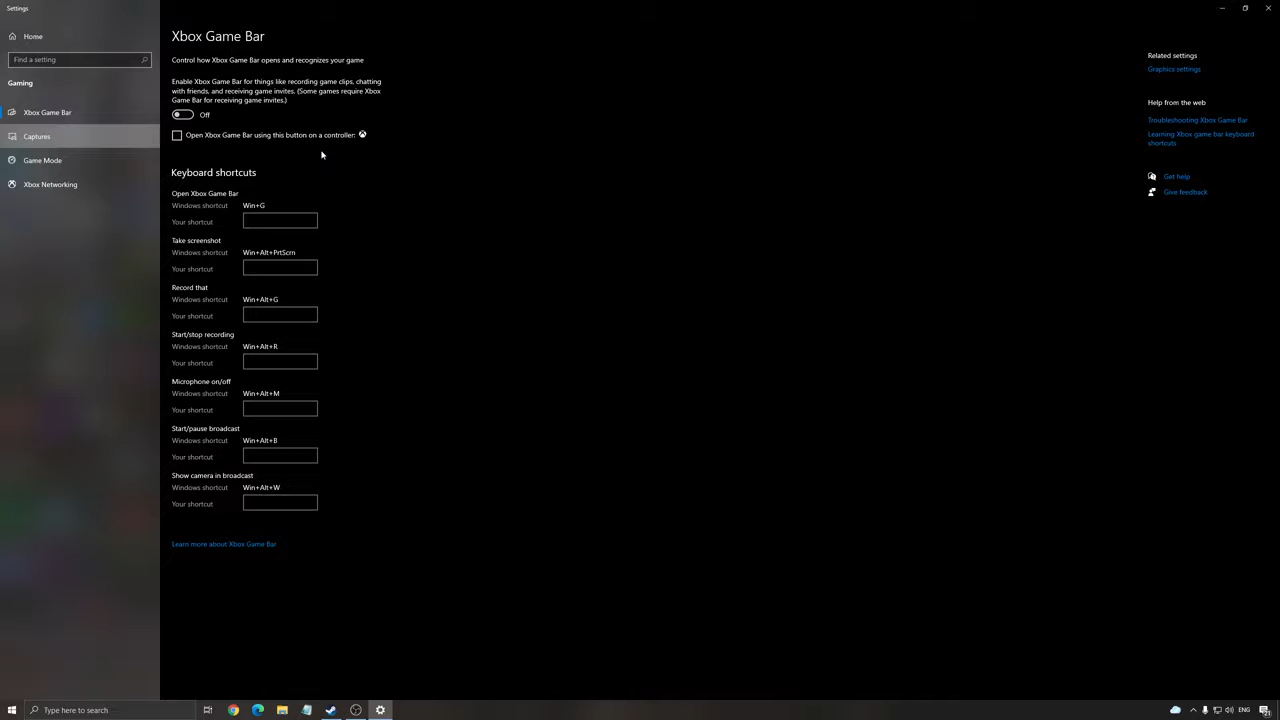 Settings
Home
Find a setting
Gaming
Xbox Game Bar
Captures
Game Mode
Xbox Networking
Xbox Game Bar
Control how Xbox Game Bar opens and recognizes your game
Enable Xbox Game Bar for things like recording game clips, chatting
with friends, and receiving game invites. (Some games require Xbox
Game Bar for receiving game invites.)
Off
Open Xbox Game Bar using this button on a controller:
Keyboard shortcuts
Open Xbox Game Bar
Windows shortcut Win+G
Your shortcut
Take screenshot
Windows shortcut Win+Alt+PrtScrn
Your shortcut
Record that
Windows shortcut Win+Alt+G
Your shortcut
Start/stop recording
Windows shortcut Win+Alt+R
Your shortcut
Microphone on/off
Windows shortcut Win+Alt+M
Your shortcut
Start/pause broadcast
Windows shortcut Win+Alt+B
Your shortcut
Show camera in broadcast
Windows shortcut Win+Alt+W
Your shortcut
Learn more about Xbox Game Bar
Related settings
Graphics settings
Help from the web
Troubleshooting Xbox Game Bar
Learning Xbox game bar keyboard
shortcuts
Get help
Give feedback
Type here to search
ENG